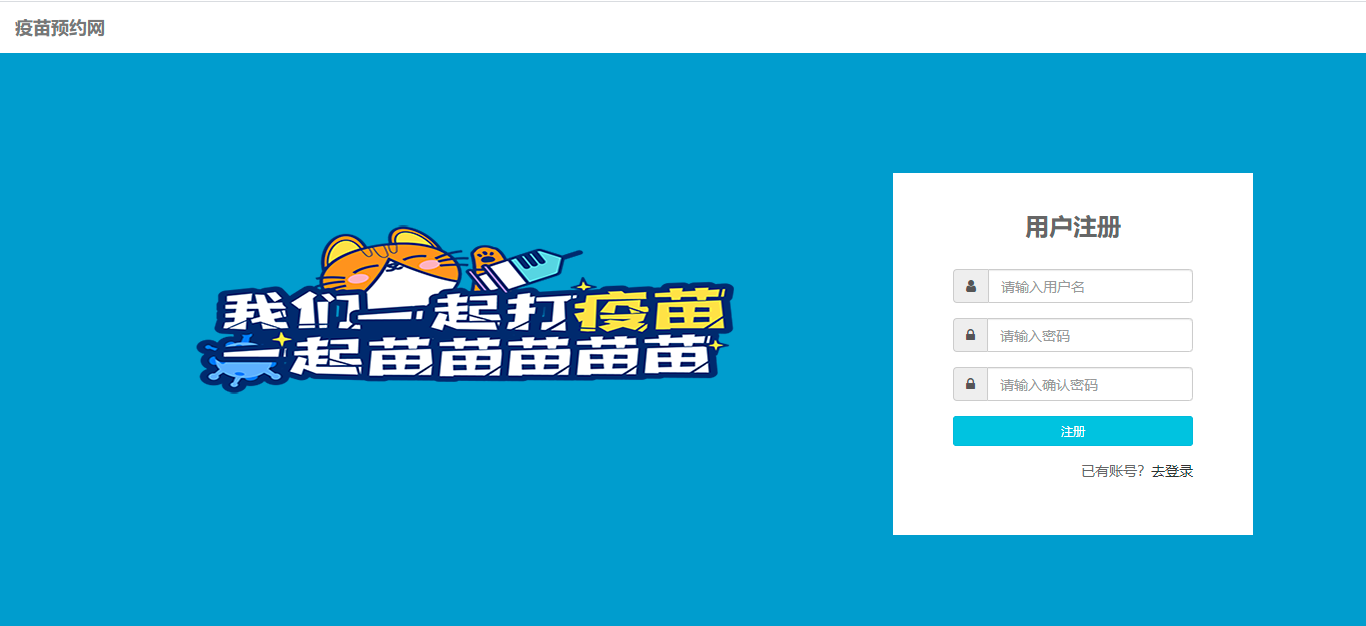 疫苗预约网
我们一起打疫苗
一起苗苗苗苗苗
用户注册
请输入用户名
请输入密码
请输入确认密码
注册
已有账号？去登录